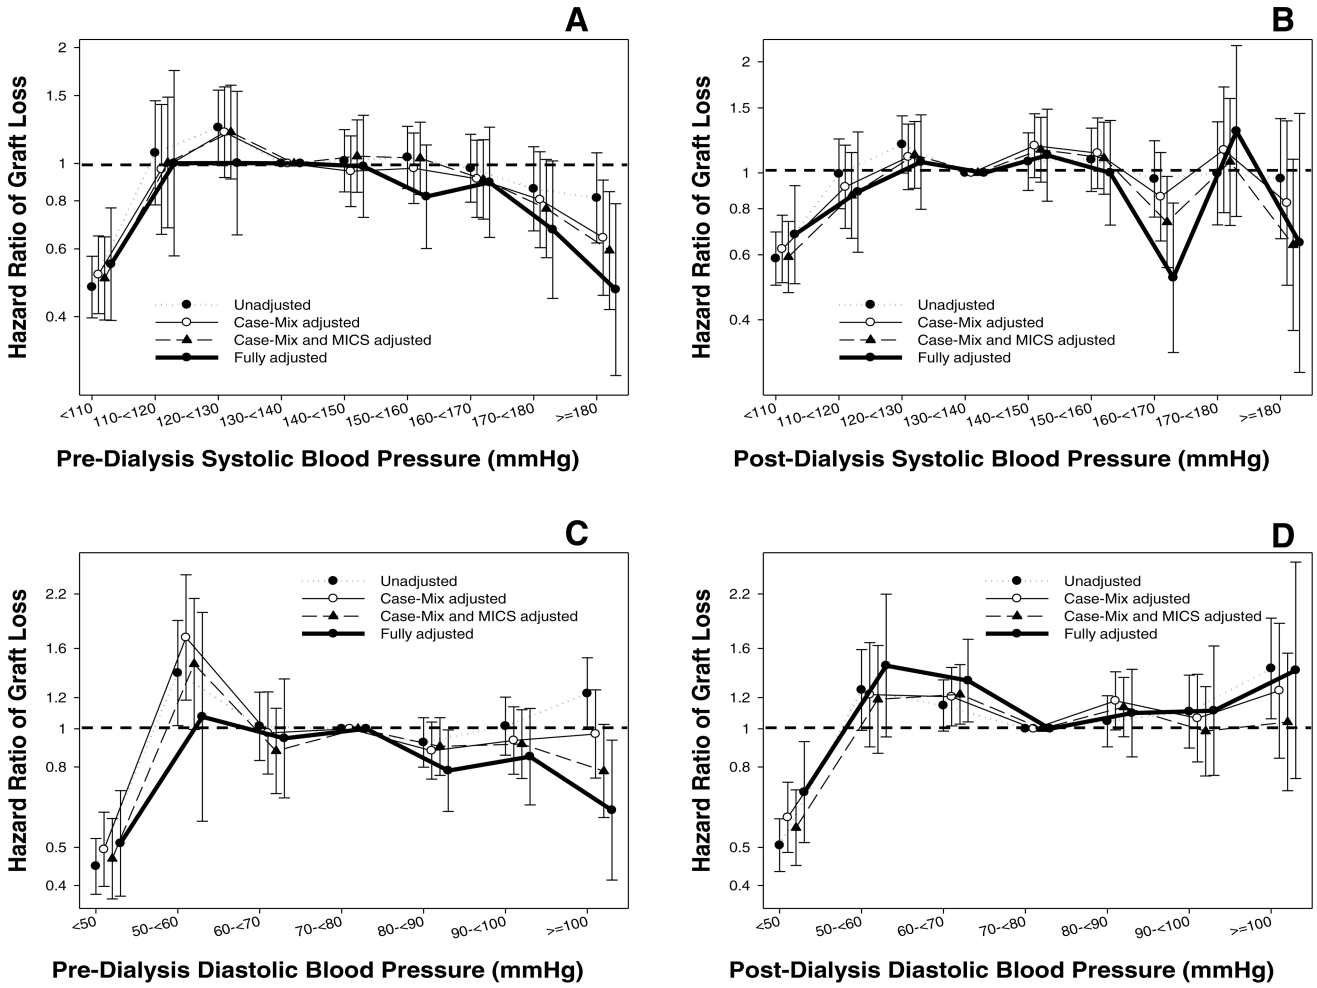 A
Hazard Ratio of Graft Loss
2
1.5
1
0.8
0.6
0.4
Unadjusted
Case-Mix adjusted
Case-Mix and MICS adjusted
Fully adjusted
<110 110-<120 120-<130 130-<140 140-<150 150-<160 160-<170 170-<180 >=180
Pre-Dialysis Systolic Blood Pressure (mmHg)
B
Hazard Ratio of Graft Loss
2
1.5
1
0.8
0.6
0.4
Unadjusted
Case-Mix adjusted
Case-Mix and MICS adjusted
Fully adjusted
<110 110-<120 120-<130 130-<140 140-<150 150-<160 160-<170 170-<180 >=180
Post-Dialysis Systolic Blood Pressure (mmHg)
C
Hazard Ratio of Graft Loss
2.2
1.6
1.2
1
0.8
0.5
0.4
Unadjusted
Case-Mix adjusted
Case-Mix and MICS adjusted
Fully adjusted
<50 50-<60 60-<70 70-<80 80-<90 90-<100 >=100
Pre-Dialysis Diastolic Blood Pressure (mmHg)
D
Hazard Ratio of Graft Loss
2.2
1.6
1.2
1
0.8
0.5
0.4
Unadjusted
Case-Mix adjusted
Case-Mix and MICS adjusted
Fully adjusted
<50 50-<60 60-<70 70-<80 80-<90 90-<100 >=100
Post-Dialysis Diastolic Blood Pressure (mmHg)